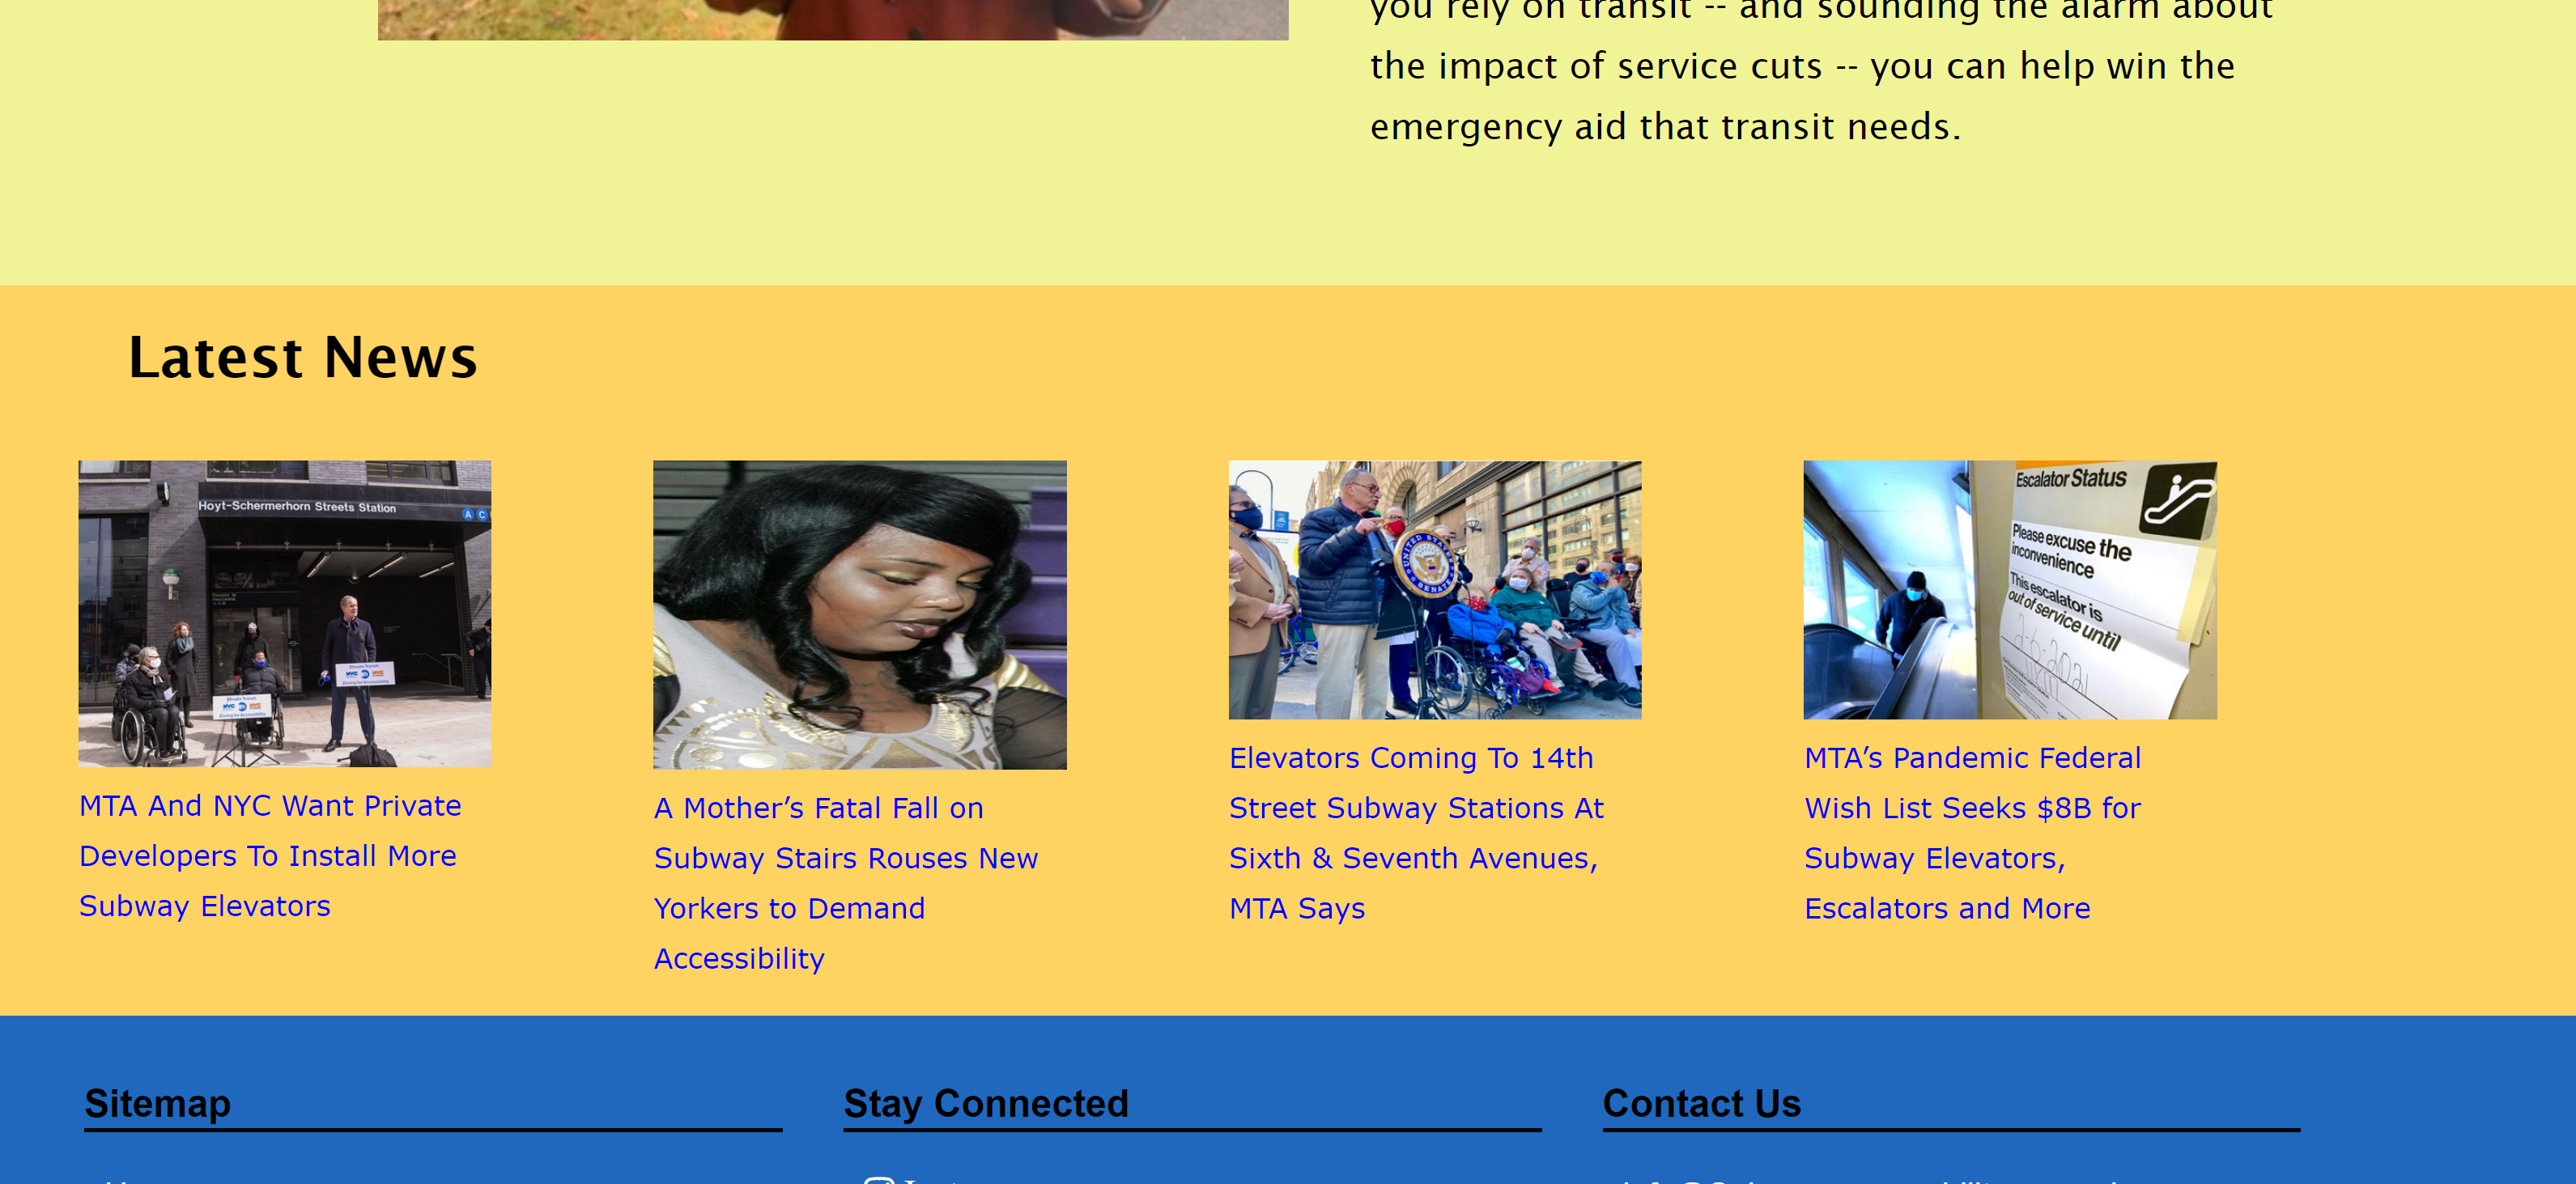 you rely on transit -- and sounding the alarm about
the impact of service cuts -- you can help win the
emergency aid that transit needs.
Latest News
Hoyt-Schermerhorn Streets Station
A C
NYC
NYC
UNITED STATES
SENATE
Escalator Status
Please excuse the
inconvenience
This escalator is
out of service until
MTA And NYC Want Private
Developers To Install More
Subway Elevators
A Mother’s Fatal Fall on
Subway Stairs Rouses New
Yorkers to Demand
Accessibility
Elevators Coming To 14th
Street Subway Stations At
Sixth & Seventh Avenues,
MTA Says
MTA’s Pandemic Federal
Wish List Seeks $8B for
Subway Elevators,
Escalators and More
Sitemap
Stay Connected
Contact Us